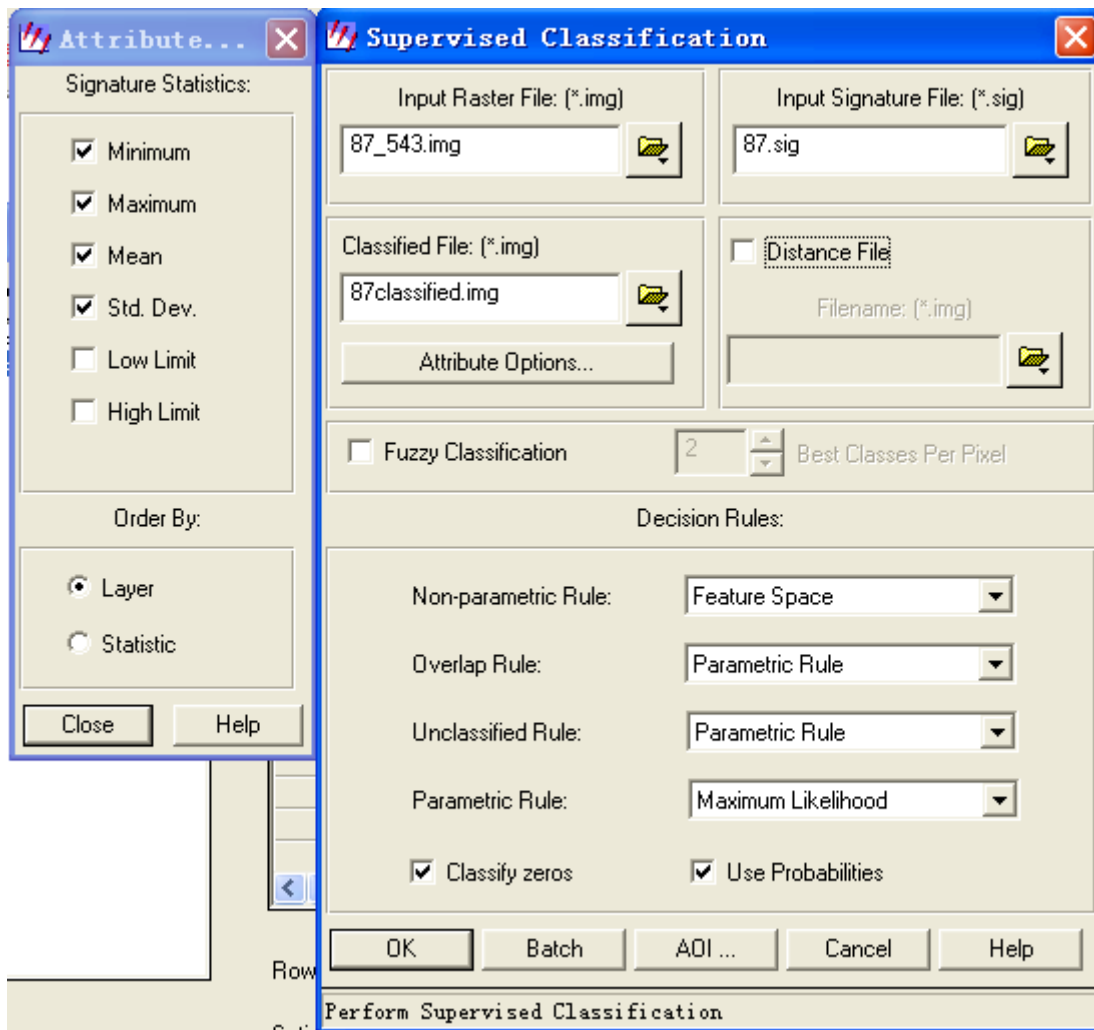 Attribute...
Signature Statistics:
Minimum
Maximum
Mean
Std. Dev.
Low Limit
High Limit
Order By:
Layer
Statistic
Close
Help
Supervised Classification
Input Raster File: (*.img)
87_543.img
Input Signature File: (*.sig)
87.sig
Classified File: (*.img)
87classified.img
Attribute Options...
Distance File
Filename: (*.img)
Fuzzy Classification
2
Best Classes Per Pixel
Decision Rules:
Non-parametric Rule:
Feature Space
Overlap Rule:
Parametric Rule
Unclassified Rule:
Parametric Rule
Parametric Rule:
Maximum Likelihood
Classify zeros
Use Probabilities
OK
Batch
AOI ...
Cancel
Help
Row
Perform Supervised Classification